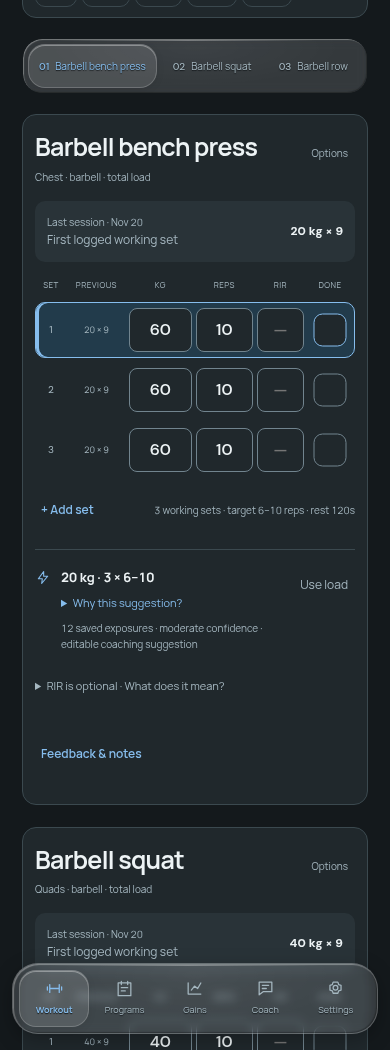 01 Barbell bench press 02 Barbell squat 03 Barbell row
Barbell bench press
Options
Chest · barbell · total load
Last session · Nov 20
First logged working set
20 kg × 9
SET PREVIOUS KG REPS RIR DONE
1 20 × 9 60 10 —
2 20 × 9 60 10 —
3 20 × 9 60 10 —
+ Add set
3 working sets · target 6–10 reps · rest 120s
20 kg · 3 × 6–10
Use load
Why this suggestion?
12 saved exposures · moderate confidence ·
editable coaching suggestion
RIR is optional · What does it mean?
Feedback & notes
Barbell squat
Options
Quads · barbell · total load
Last session · Nov 20
First logged working set
40 kg × 9
Workout Programs Gains Coach Settings
1 40 × 9 40 10